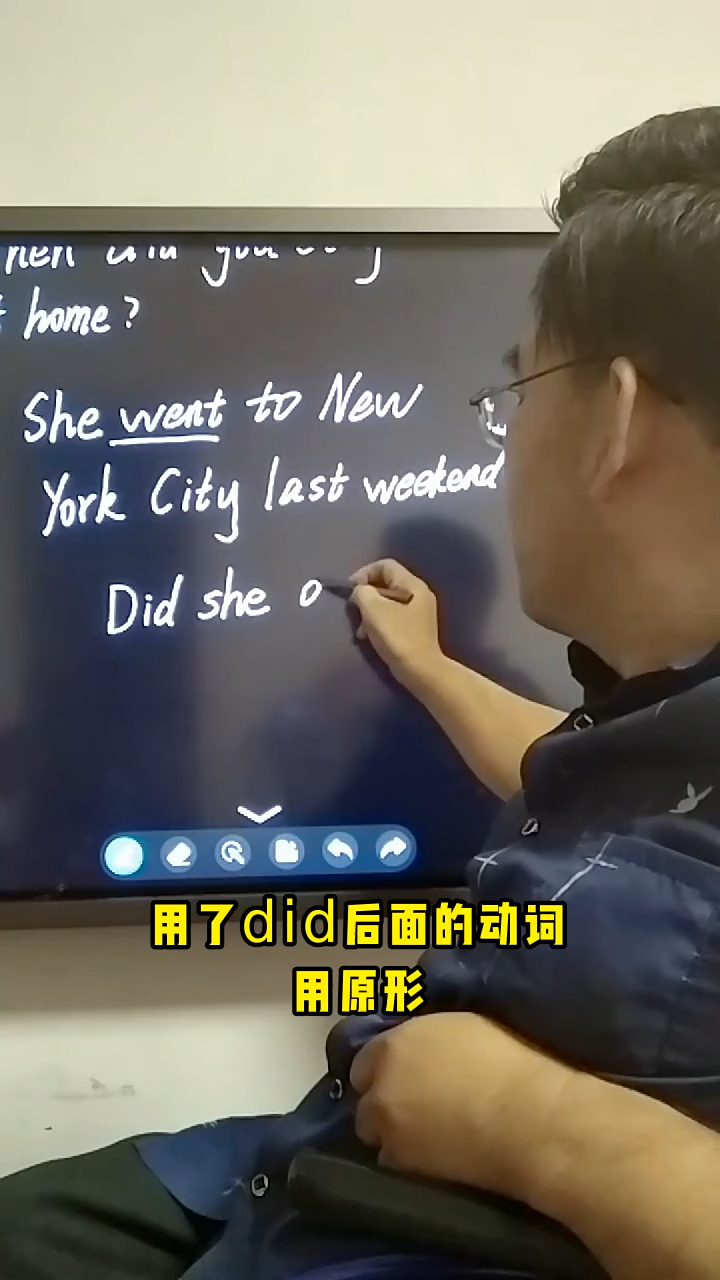 home?
She went to New
York City last weekend
Did she o
用了did后面的动词
用原形